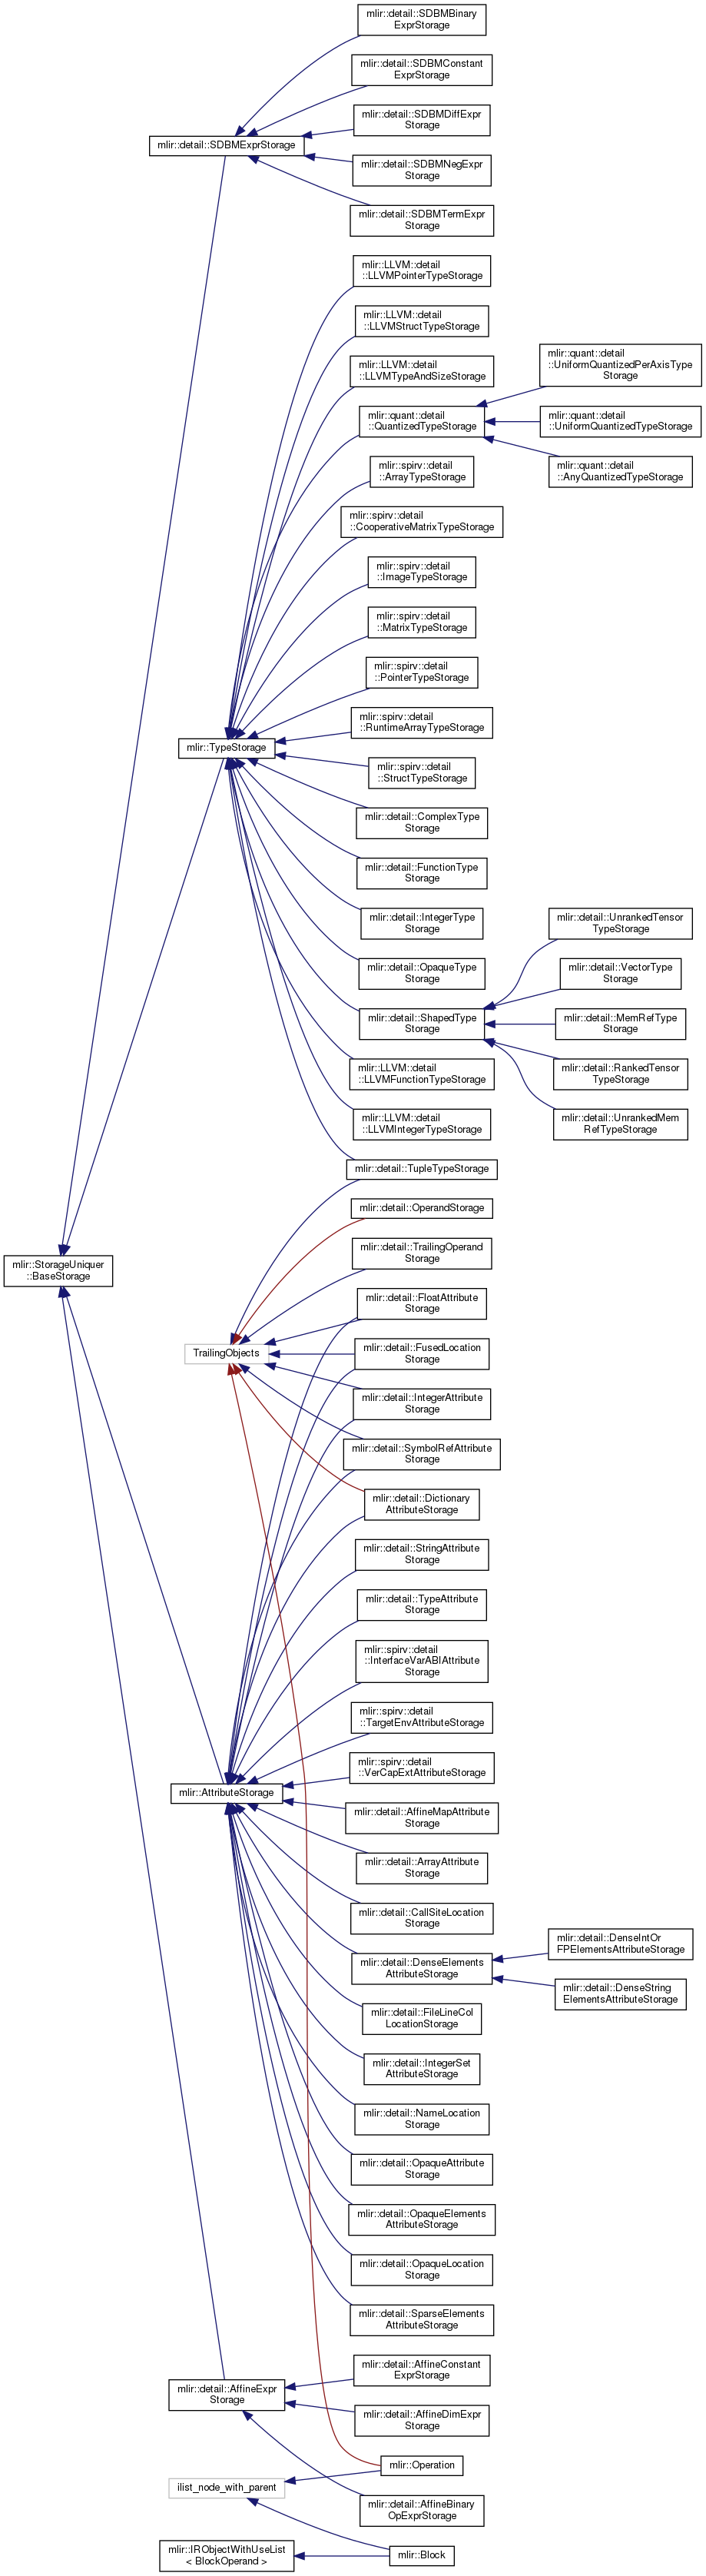 mlir::detail::SDBMBinary
ExprStorage
mlir::detail::SDBMConstant
ExprStorage
mlir::detail::SDBMDiffExpr
Storage
mlir::detail::SDBMExprStorage
mlir::detail::SDBMNegExpr
Storage
mlir::detail::SDBMTermExpr
Storage
mlir::LLVM::detail
::LLVMPointerTypeStorage
mlir::LLVM::detail
::LLVMStructTypeStorage
mlir::LLVM::detail
::LLVMTypeAndSizeStorage
mlir::quant::detail
::UniformQuantizedPerAxisType
Storage
mlir::quant::detail
::QuantizedTypeStorage
mlir::quant::detail
::UniformQuantizedTypeStorage
mlir::quant::detail
::AnyQuantizedTypeStorage
mlir::spirv::detail
::ArrayTypeStorage
mlir::spirv::detail
::CooperativeMatrixTypeStorage
mlir::spirv::detail
::ImageTypeStorage
mlir::spirv::detail
::MatrixTypeStorage
mlir::spirv::detail
::PointerTypeStorage
mlir::spirv::detail
::RuntimeArrayTypeStorage
mlir::TypeStorage
mlir::spirv::detail
::StructTypeStorage
mlir::detail::ComplexType
Storage
mlir::detail::FunctionType
Storage
mlir::detail::IntegerType
Storage
mlir::detail::OpaqueType
Storage
mlir::detail::ShapedType
Storage
mlir::detail::UnrankedTensor
TypeStorage
mlir::detail::VectorType
Storage
mlir::detail::MemRefType
Storage
mlir::detail::RankedTensor
TypeStorage
mlir::detail::UnrankedMem
RefTypeStorage
mlir::LLVM::detail
::LLVMFunctionTypeStorage
mlir::LLVM::detail
::LLVMIntegerTypeStorage
mlir::detail::TupleTypeStorage
mlir::detail::OperandStorage
mlir::detail::TrailingOperand
Storage
mlir::StorageUniquer
::BaseStorage
mlir::detail::FloatAttribute
Storage
TrailingObjects
mlir::detail::FusedLocation
Storage
mlir::detail::IntegerAttribute
Storage
mlir::detail::SymbolRefAttribute
Storage
mlir::detail::Dictionary
AttributeStorage
mlir::detail::StringAttribute
Storage
mlir::detail::TypeAttribute
Storage
mlir::spirv::detail
::InterfaceVarABIAttribute
Storage
mlir::spirv::detail
::TargetEnvAttributeStorage
mlir::spirv::detail
::VerCapExtAttributeStorage
mlir::AttributeStorage
mlir::detail::AffineMapAttribute
Storage
mlir::detail::ArrayAttribute
Storage
mlir::detail::CallSiteLocation
Storage
mlir::detail::DenseElements
AttributeStorage
mlir::detail::DenseIntOr
FPElementsAttributeStorage
mlir::detail::DenseString
ElementsAttributeStorage
mlir::detail::FileLineCol
LocationStorage
mlir::detail::IntegerSet
AttributeStorage
mlir::detail::NameLocation
Storage
mlir::detail::OpaqueAttribute
Storage
mlir::detail::OpaqueElements
AttributeStorage
mlir::detail::OpaqueLocation
Storage
mlir::detail::SparseElements
AttributeStorage
mlir::detail::AffineExpr
Storage
mlir::detail::AffineConstant
ExprStorage
mlir::detail::AffineDimExpr
Storage
mlir::Operation
ilist_node_with_parent
mlir::detail::AffineBinary
OpExprStorage
mlir::IRObjectWithUseList
< BlockOperand >
mlir::Block